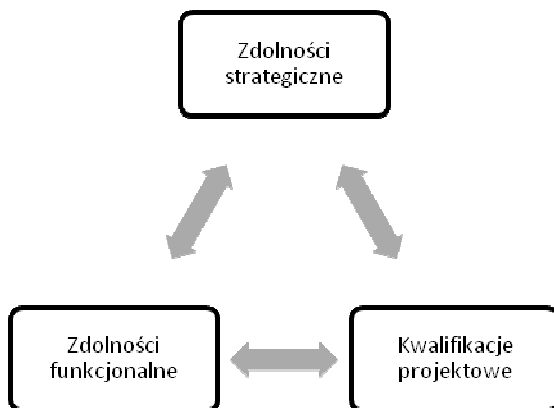 Zdolności
strategiczne
Zdolności
funkcjonalne
Kwalifikacje
projektowe